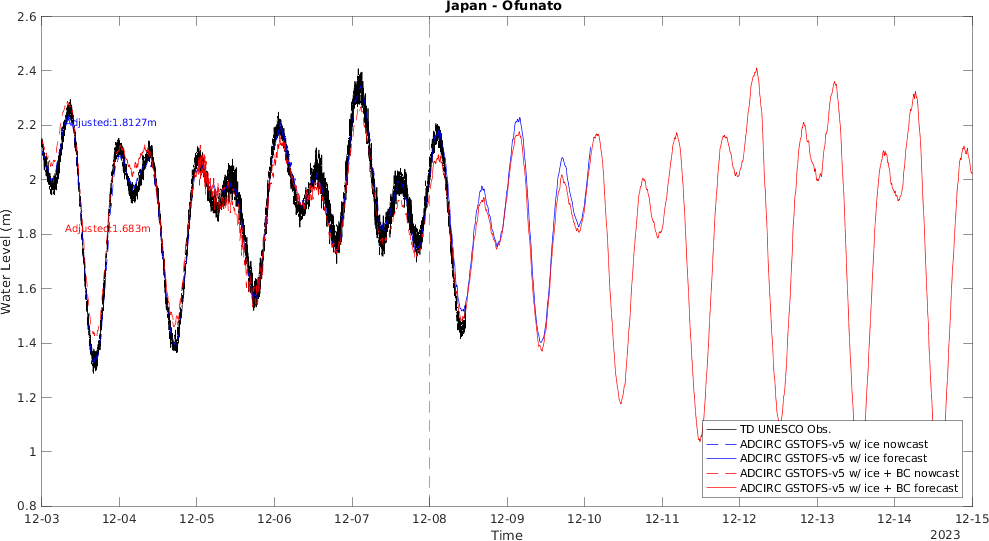 Japan - Ofunato
2.6
2.4
2.2
2
1.8
1.6
1.4
1.2
1
0.8
Water Level (m)
Adjusted:1.8127m
Adjusted:1.683m
TD UNESCO Obs.
ADCIRC GSTOFS-v5 w/ ice nowcast
ADCIRC GSTOFS-v5 w/ ice forecast
ADCIRC GSTOFS-v5 w/ ice + BC nowcast
ADCIRC GSTOFS-v5 w/ ice + BC forecast
12-03 12-04 12-05 12-06 12-07 12-08 12-09 12-10 12-11 12-12 12-13 12-14 12-15
Time
2023